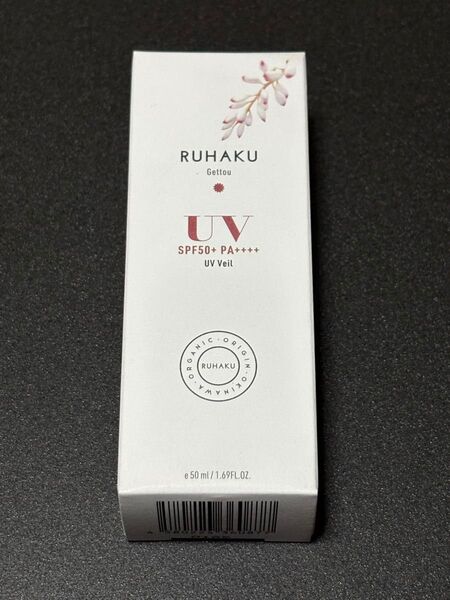 RUHAKU
Gettou
UV
SPF50+ PA++++
UV Veil
ORGANIC · ORIGIN · OKINAWA ·
RUHAKU
e 50 ml / 1.69FL.OZ.